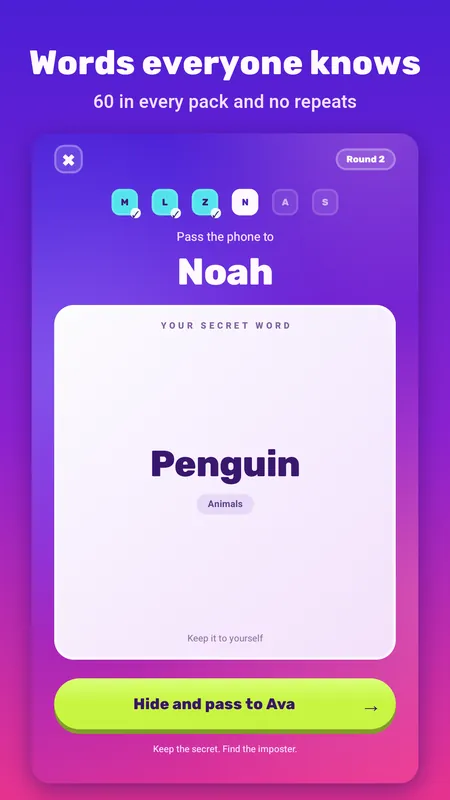 Words everyone knows
60 in every pack and no repeats
Round 2
M L Z N A S
Pass the phone to
Noah
YOUR SECRET WORD
Penguin
Animals
Keep it to yourself
Hide and pass to Ava →
Keep the secret. Find the imposter.